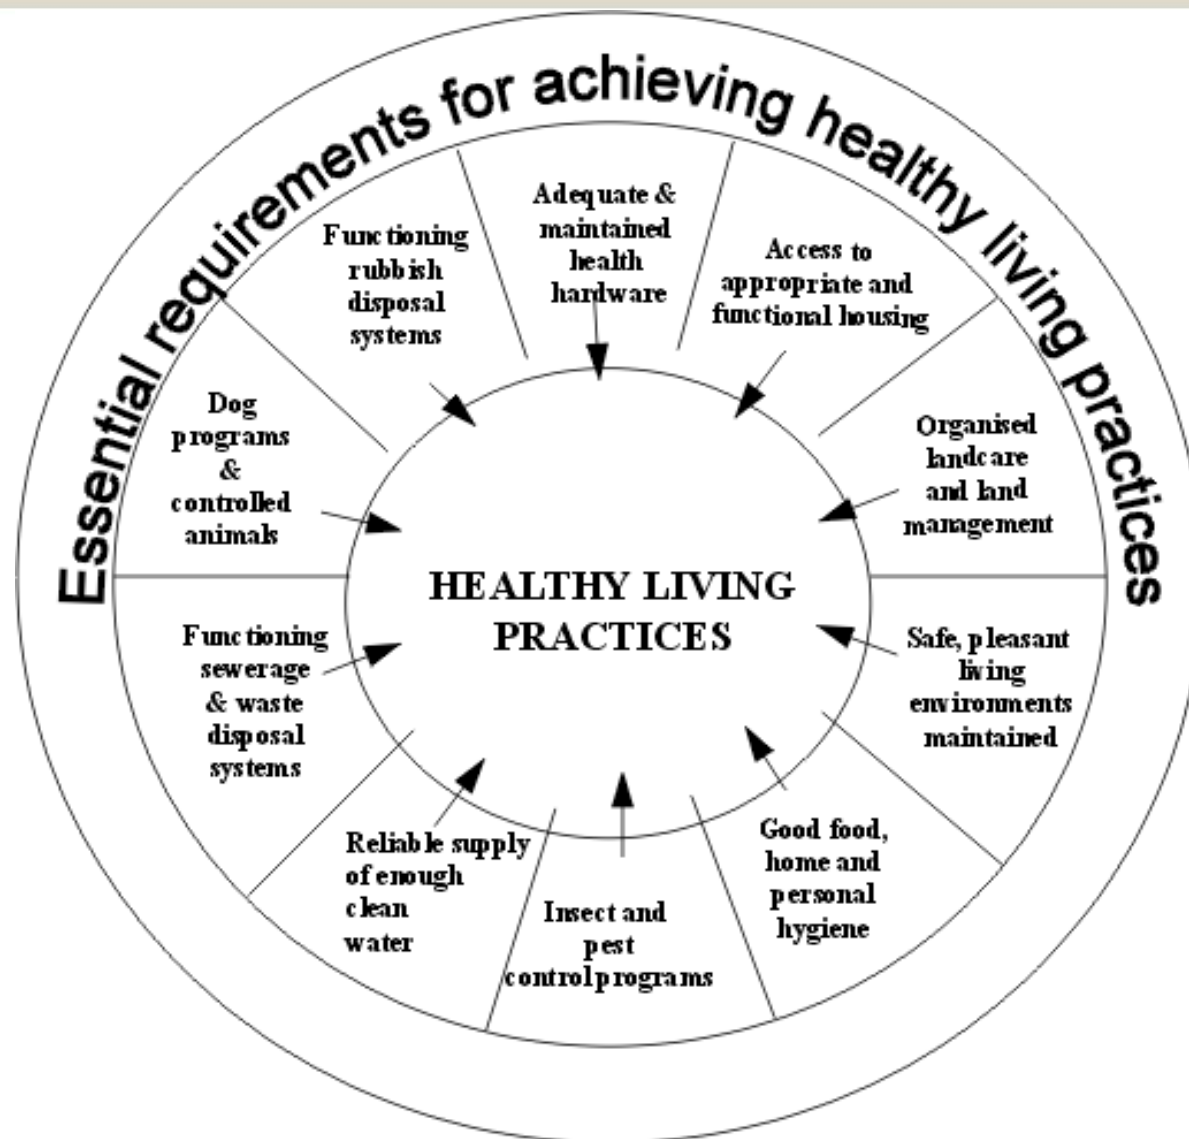 Essential requirements for achieving healthy living practices
Adequate &
maintained
health
hardware
Access to
appropriate and
functional housing
Organised
landcare
and land
management
Safe, pleasant
living
environments
maintained
Good food,
home and
personal
hygiene
Insect and
pest
control programs
Reliable supply
of enough
clean
water
Functioning
sewerage
& waste
disposal
systems
Dog
programs
&
controlled
animals
Functioning
rubbish
disposal
systems
HEALTHY LIVING
PRACTICES